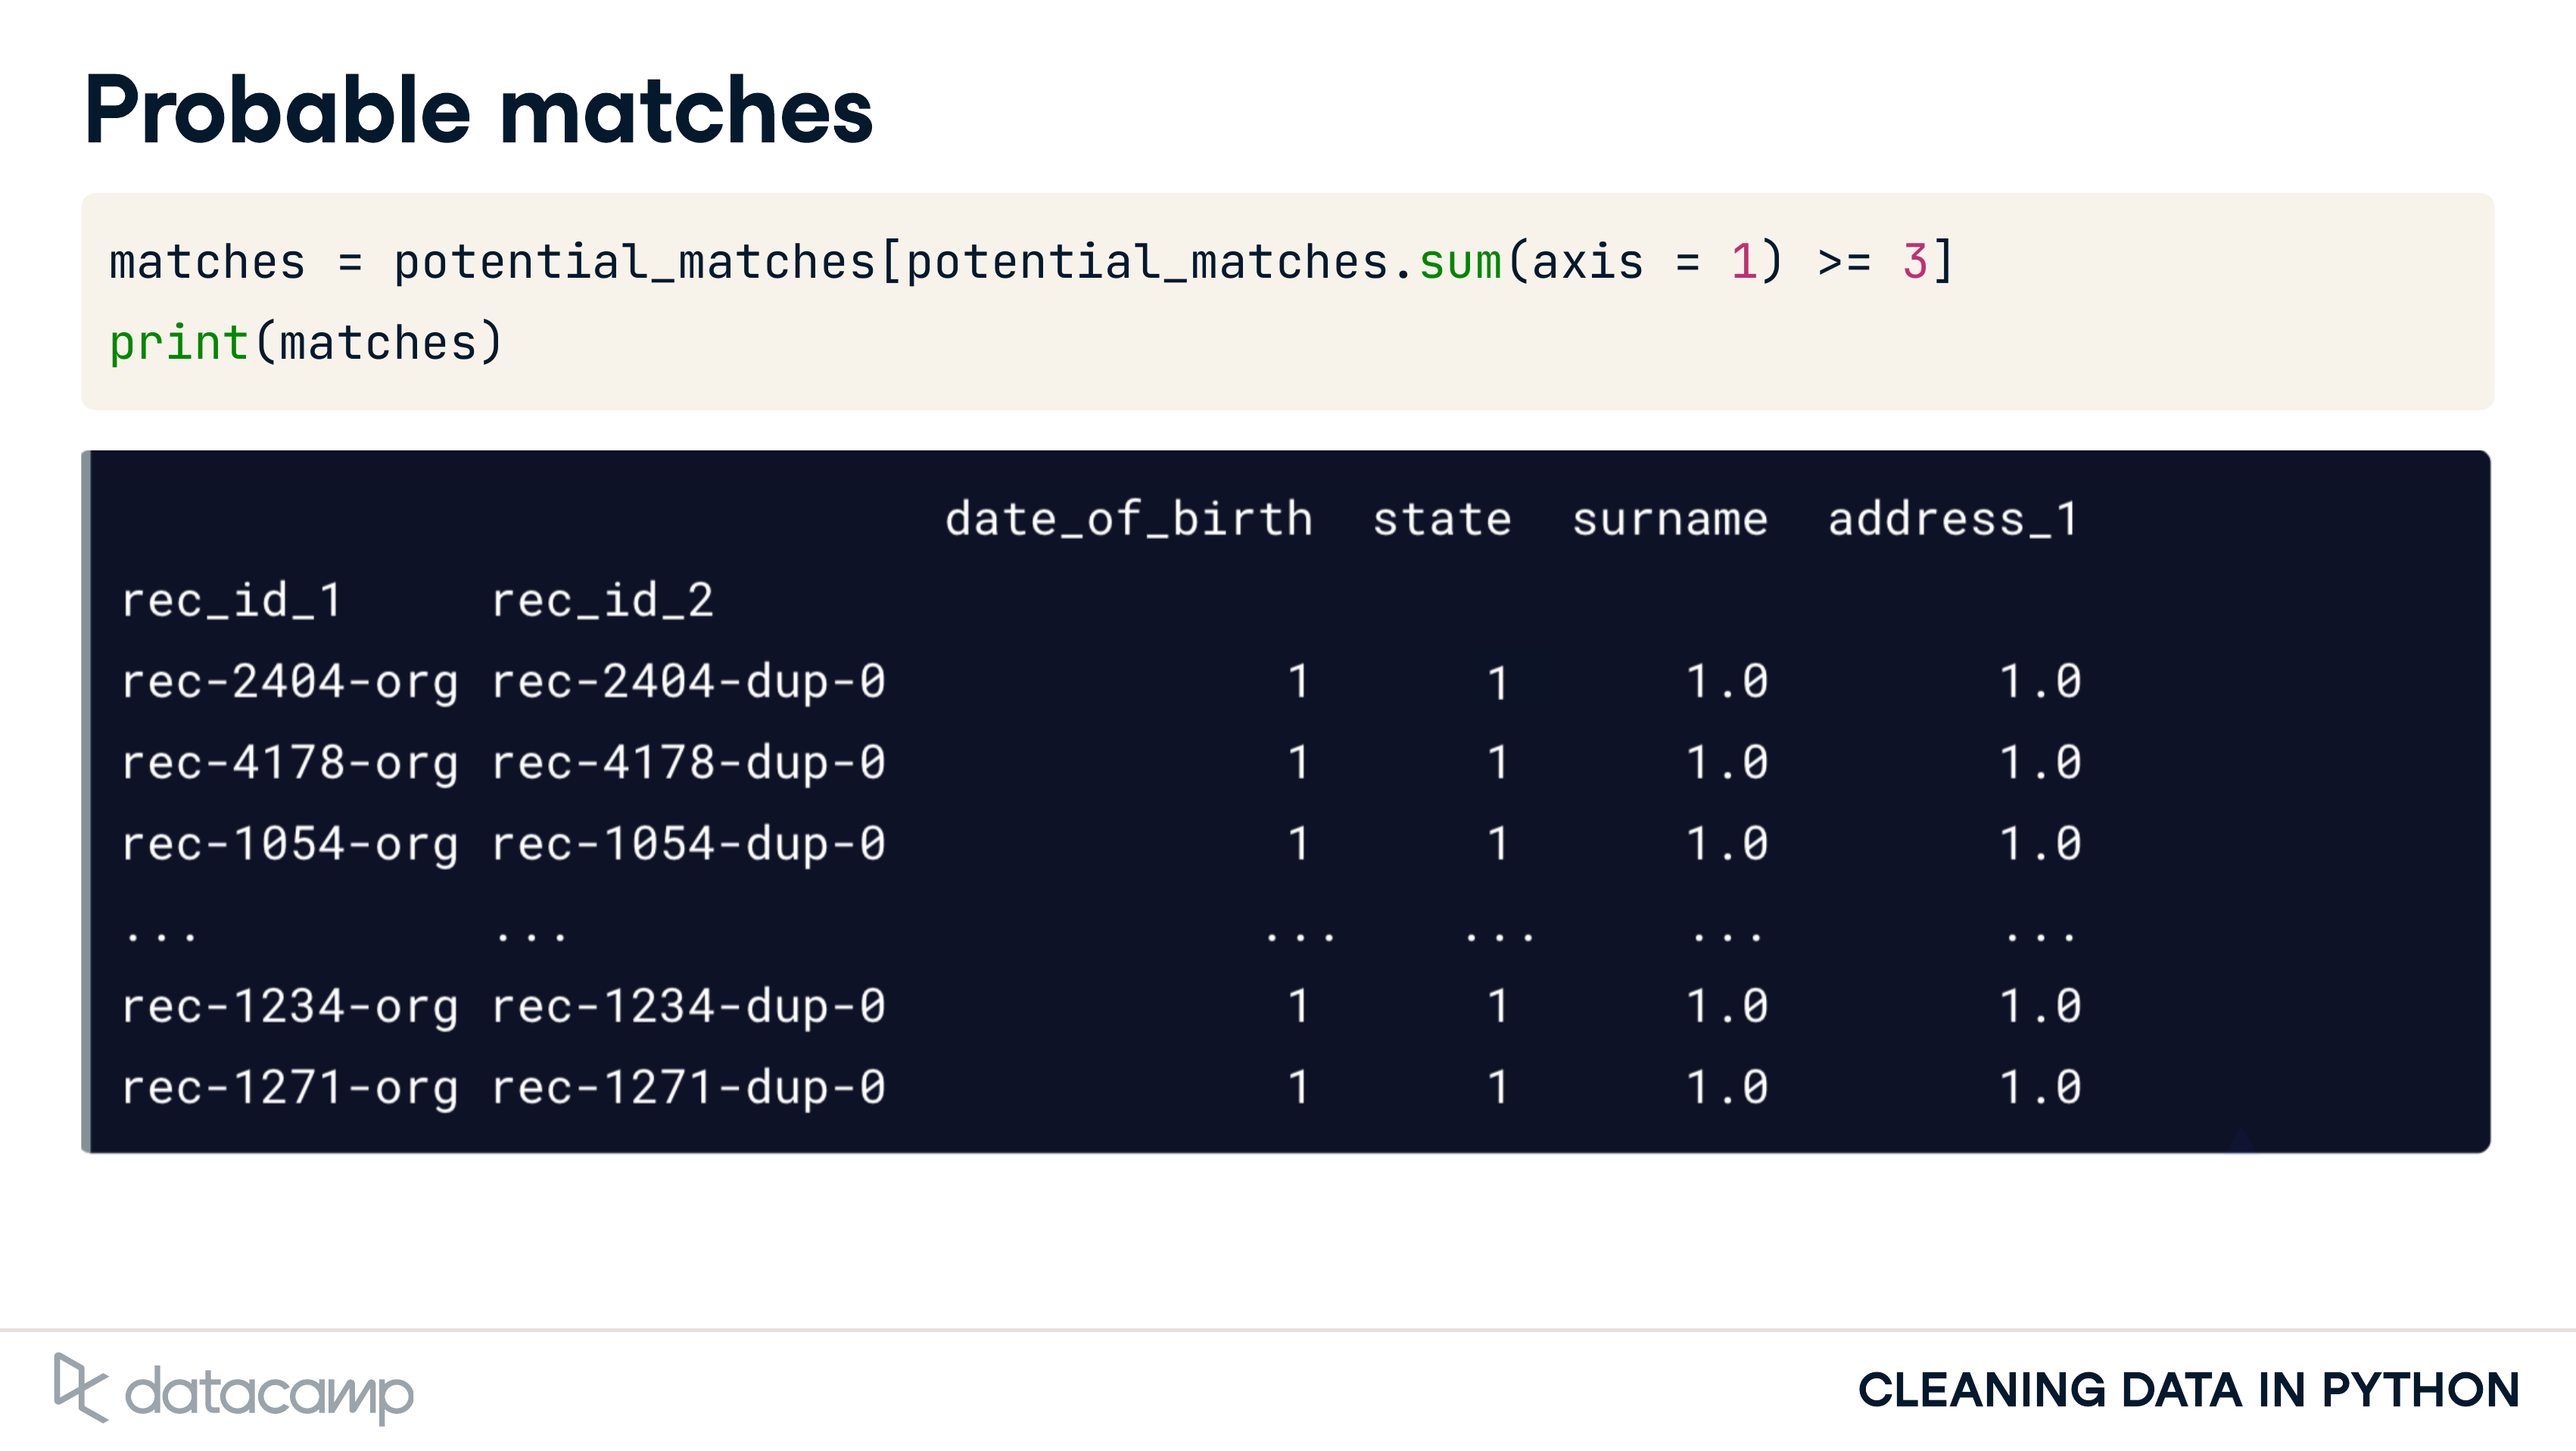 Probable matches
matches = potential_matches[potential_matches.sum(axis = 1) >= 3]
print(matches)
date_of_birth state surname address_1
rec_id_1 rec_id_2
rec-2404-org rec-2404-dup-0 1 1 1.0 1.0
rec-4178-org rec-4178-dup-0 1 1 1.0 1.0
rec-1054-org rec-1054-dup-0 1 1 1.0 1.0
... ... ... ... ... ...
rec-1234-org rec-1234-dup-0 1 1 1.0 1.0
rec-1271-org rec-1271-dup-0 1 1 1.0 1.0
datacamp
CLEANING DATA IN PYTHON